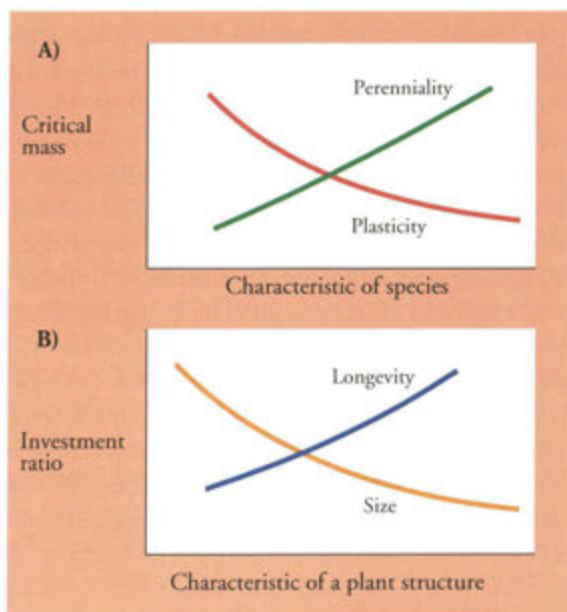 A)
Critical
mass
Perenniality
Plasticity
Characteristic of species
B)
Investment
ratio
Longevity
Size
Characteristic of a plant structure